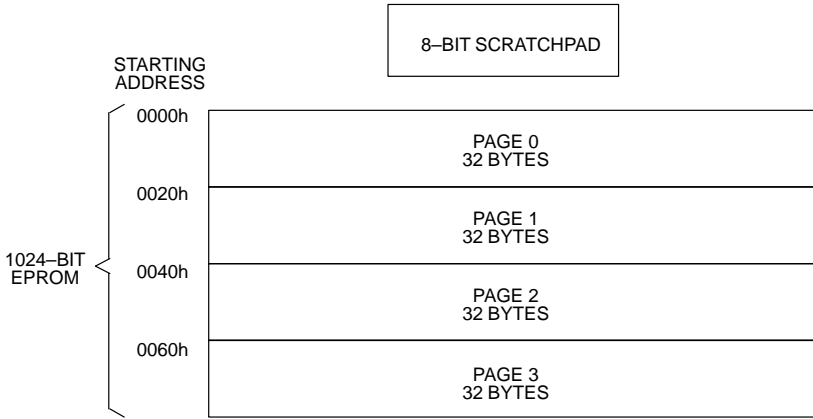 8–BIT SCRATCHPAD
STARTING
ADDRESS
0000h
PAGE 0
32 BYTES
0020h
PAGE 1
32 BYTES
1024–BIT
EPROM
0040h
PAGE 2
32 BYTES
0060h
PAGE 3
32 BYTES